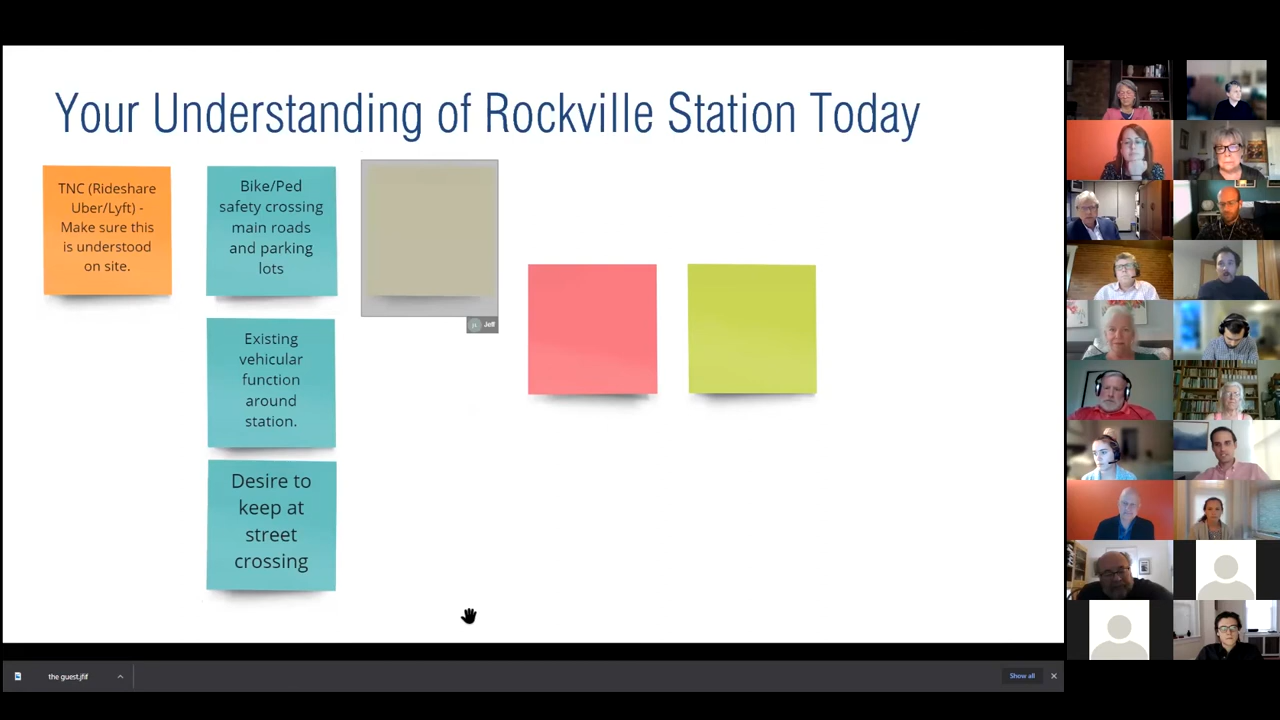 Your Understanding of Rockville Station Today
TNC (Rideshare
Uber/Lyft) -
Make sure this
is understood
on site.
Bike/Ped
safety crossing
main roads
and parking
lots
Jeff
Existing
vehicular
function
around
station.
Desire to
keep at
street
crossing
the guest.jfif
Show all